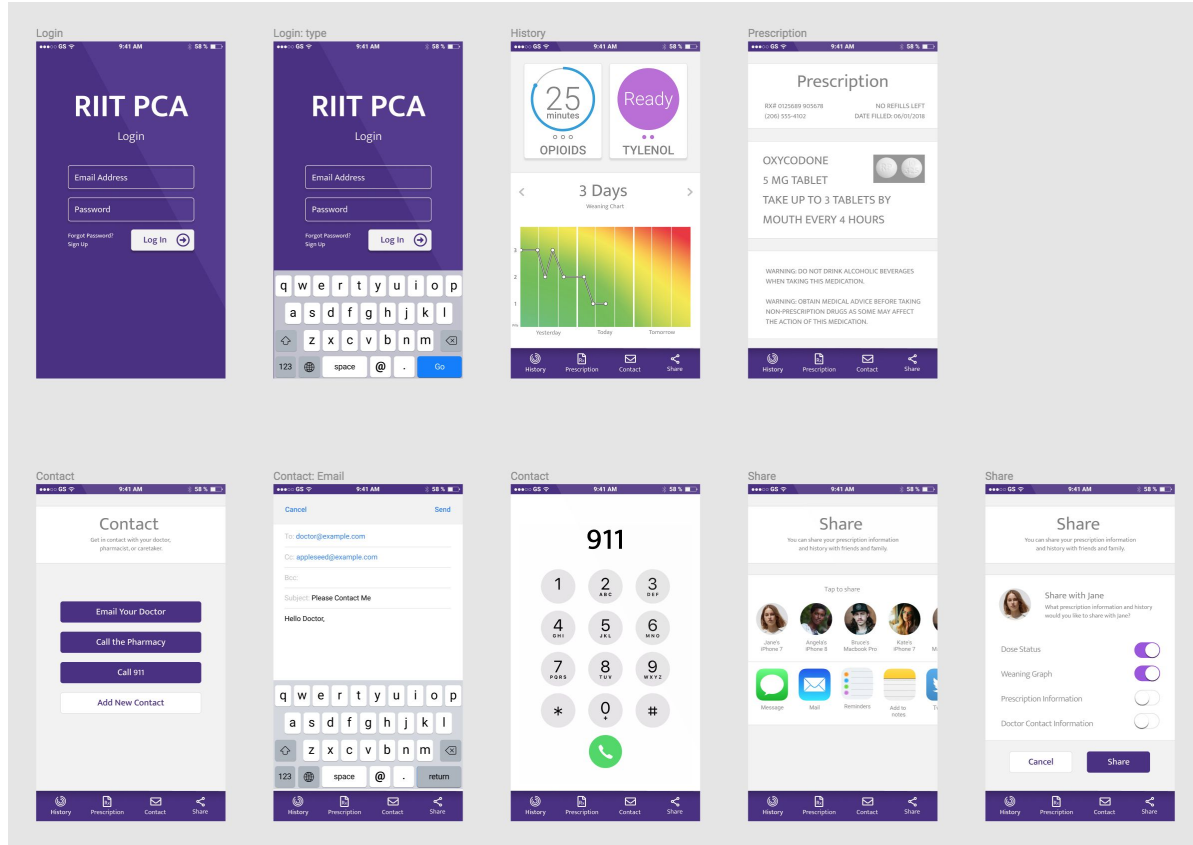 Login
GS 9:41 AM 58 %
RIIT PCA
Login
Email Address
Password
Forgot Password?
Sign Up
Log In
Login: type
GS 9:41 AM 58 %
RIIT PCA
Login
Email Address
Password
Forgot Password?
Sign Up
Log In
q w e r t y u i o p
a s d f g h j k l
z x c v b n m
123 space @ . Go
History
GS 9:41 AM 58 %
25 Ready
minutes
OPIOIDS TYLENOL
3 Days
Weaning Chart
3
2
1
Yesterday Today Tomorrow
History Prescription Contact Share
Prescription
GS 9:41 AM 58 %
Prescription
RX# 0125689 905678 NO REFILLS LEFT
(206) 555-4102 DATE FILLED: 06/01/2018
OXYCODONE
5 MG TABLET
TAKE UP TO 3 TABLETS BY
MOUTH EVERY 4 HOURS
WARNING: DO NOT DRINK ALCOHOLIC BEVERAGES
WHEN TAKING THIS MEDICATION.
WARNING: OBTAIN MEDICAL ADVICE BEFORE TAKING
NON-PRESCRIPTION DRUGS AS SOME MAY AFFECT
THE ACTION OF THIS MEDICATION.
History Prescription Contact Share
Contact
GS 9:41 AM 58 %
Contact
Get in contact with your doctor,
pharmacist, or caretaker.
Email Your Doctor
Call the Pharmacy
Call 911
Add New Contact
History Prescription Contact Share
Contact: Email
GS 9:41 AM 58 %
Cancel Send
To: doctor@example.com
Cc: appleseed@example.com
Bcc:
Subject: Please Contact Me
Hello Doctor,
q w e r t y u i o p
a s d f g h j k l
z x c v b n m
123 space @ . return
History Prescription Contact Share
Contact
GS 9:41 AM 58 %
911
1 2 3
ABC DEF
4 5 6
GHI JKL MNO
7 8 9
PQRS TUV WXYZ
* 0 #
+
History Prescription Contact Share
Share
GS 9:41 AM 58 %
Share
You can share your prescription information
and history with friends and family.
Tap to share
Jane's Angela's Bruce's Kate's
iPhone 7 iPhone 8 Macbook Pro iPhone 7
Message Mail Reminders Add to
notes
History Prescription Contact Share
Share
GS 9:41 AM 58 %
Share
You can share your prescription information
and history with friends and family.
Share with Jane
What prescription information and history
would you like to share with Jane?
Dose Status
Weaning Graph
Prescription Information
Doctor Contact Information
Cancel Share
History Prescription Contact Share